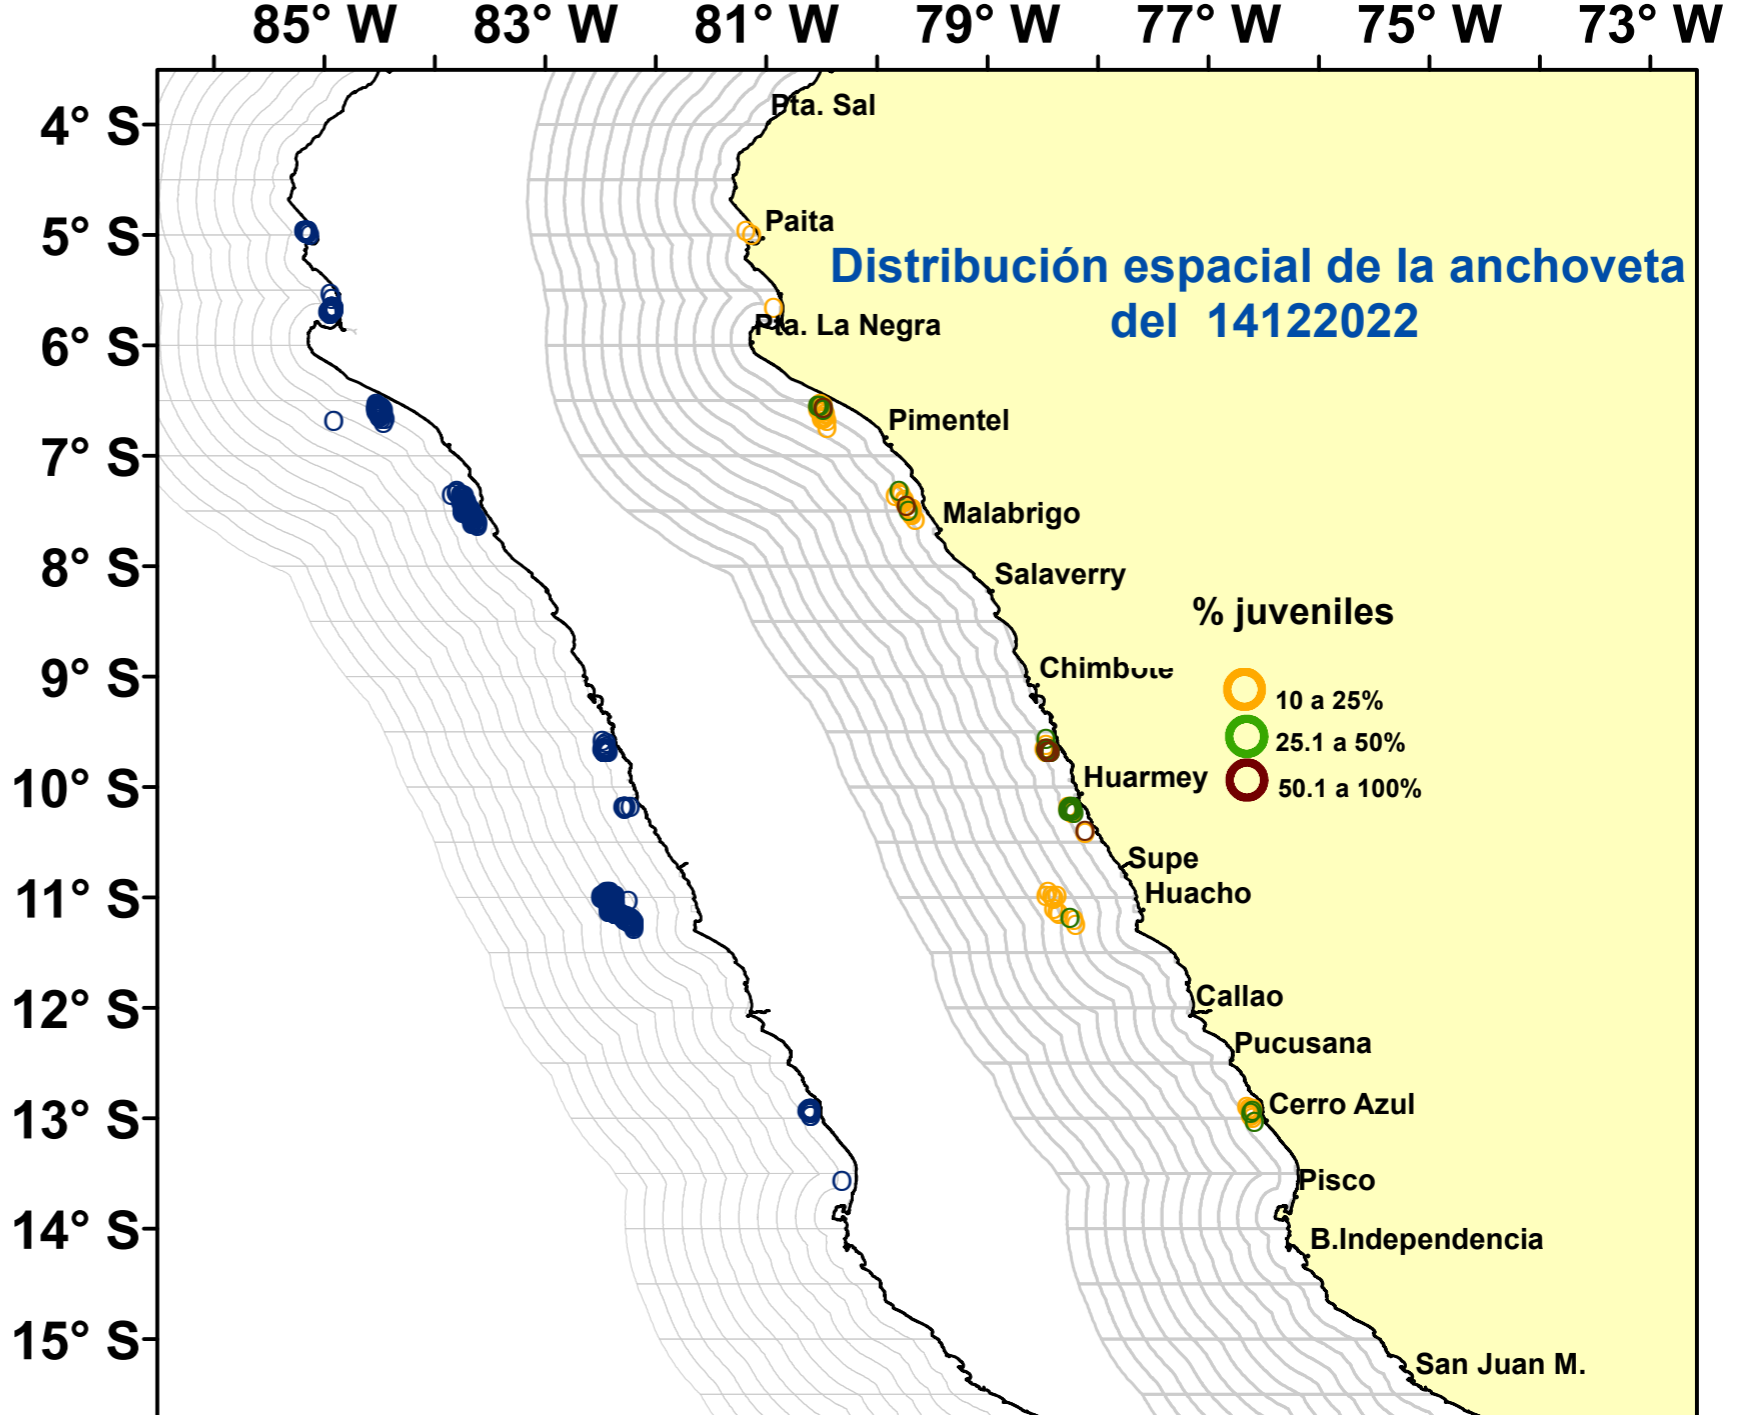 85° W 83° W 81° W 79° W 77° W 75° W 73° W
4° S
5° S
6° S
7° S
8° S
9° S
10° S
11° S
12° S
13° S
14° S
15° S
Pta. Sal
Paita
Distribución espacial de la anchoveta
del 14122022
Pta. La Negra
Pimentel
Malabrigo
Salaverry
% juveniles
Chimbote
10 a 25%
25.1 a 50%
Huarmey
50.1 a 100%
Supe
Huacho
Callao
Pucusana
Cerro Azul
Pisco
B.Independencia
San Juan M.